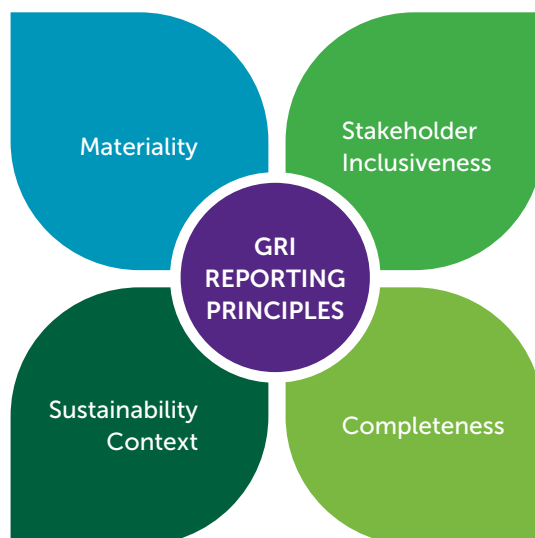 Materiality
Stakeholder
Inclusiveness
GRI
REPORTING
PRINCIPLES
Sustainability
Context
Completeness